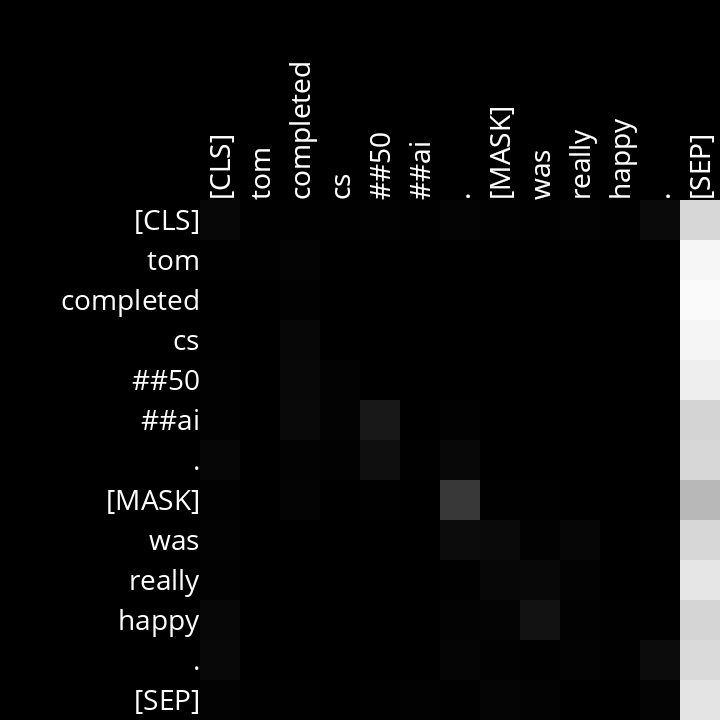 [CLS]
tom
completed
cs
##50
##ai
.
[MASK]
was
really
happy
.
[SEP]
[CLS]
tom
completed
cs
##50
##ai
.
[MASK]
was
really
happy
.
[SEP]